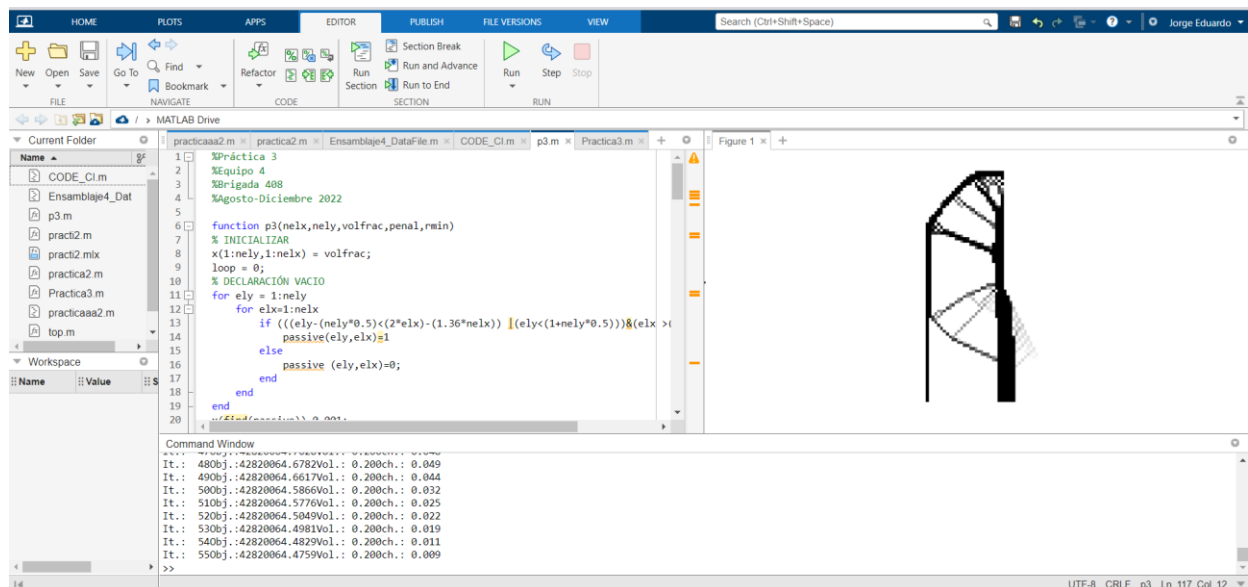 HOME PLOTS APPS EDITOR PUBLISH FILE VERSIONS VIEW Search (Ctrl+Shift+Space) Jorge Eduardo
New Open Save Go To Find Bookmark Refactor Run Section Section Break Run and Advance Run to End Run Step Stop
FILE NAVIGATE CODE SECTION RUN
/ › MATLAB Drive
Current Folder
Name
CODE_CI.m
Ensamblaje4_Dat
p3.m
practi2.m
practi2.mlx
practica2.m
Practica3.m
practicaaa2.m
top.m
Workspace
Name Value S
practicaaa2.m practica2.m Ensamblaje4_DataFile.m CODE_CI.m p3.m Practica3.m
1 %Práctica 3
2 %Equipo 4
3 %Brigada 408
4 %Agosto-Diciembre 2022
5
6 function p3(nelx,nely,volfrac,penal,rmin)
7 % INICIALIZAR
8 x(1:nely,1:nelx) = volfrac;
9 loop = 0;
10 % DECLARACIÓN VACIO
11 for ely = 1:nely
12 for elx=1:nelx
13 if (((ely-(nely*0.5)<(2*elx)-(1.36*nelx)) |(ely<(1+nely*0.5)))&(elx >(
14 passive(ely,elx)=1
15 else
16 passive (ely,elx)=0;
17 end
18 end
19 end
20
Figure 1
Command Window
It.: 48Obj.:42820064.6782Vol.: 0.200ch.: 0.049
It.: 49Obj.:42820064.6617Vol.: 0.200ch.: 0.044
It.: 50Obj.:42820064.5866Vol.: 0.200ch.: 0.032
It.: 51Obj.:42820064.5776Vol.: 0.200ch.: 0.025
It.: 52Obj.:42820064.5049Vol.: 0.200ch.: 0.022
It.: 53Obj.:42820064.4981Vol.: 0.200ch.: 0.019
It.: 54Obj.:42820064.4829Vol.: 0.200ch.: 0.011
It.: 55Obj.:42820064.4759Vol.: 0.200ch.: 0.009
>>
UTF-8 CRLF p3 Ln 117 Col 12